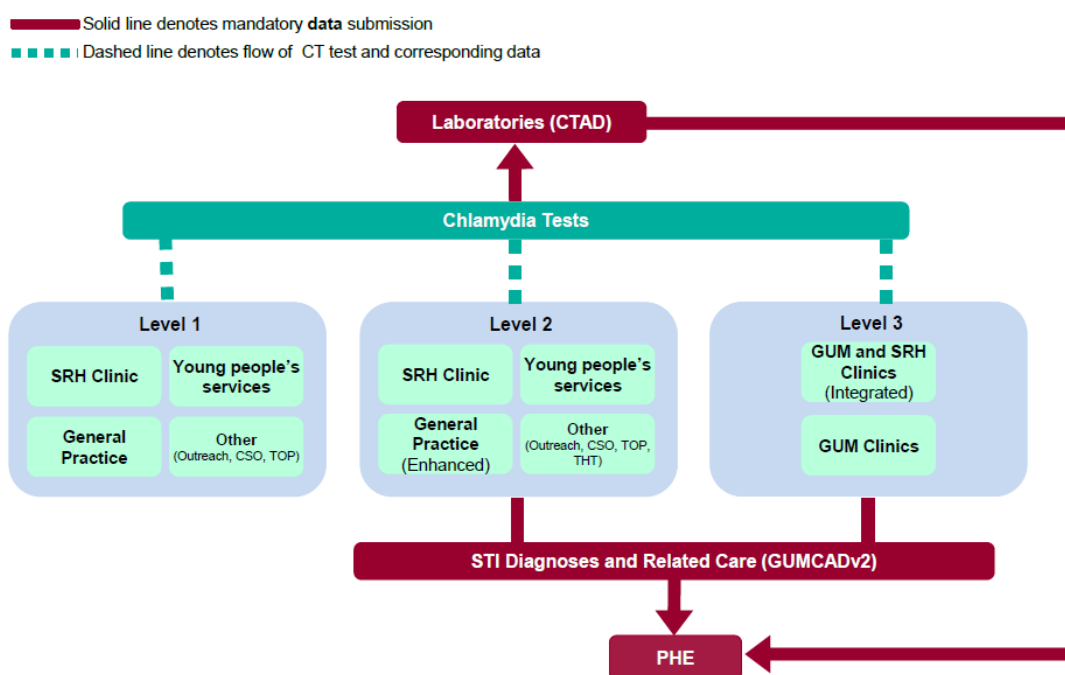 Solid line denotes mandatory data submission
Dashed line denotes flow of CT test and corresponding data
Laboratories (CTAD)
Chlamydia Tests
Level 1
SRH Clinic
Young people's
services
General
Practice
Other
(Outreach, CSO, TOP)
Level 2
SRH Clinic
Young people's
services
General
Practice
(Enhanced)
Other
(Outreach, CSO, TOP,
THT)
Level 3
GUM and SRH
Clinics
(Integrated)
GUM Clinics
STI Diagnoses and Related Care (GUMCADv2)
PHE